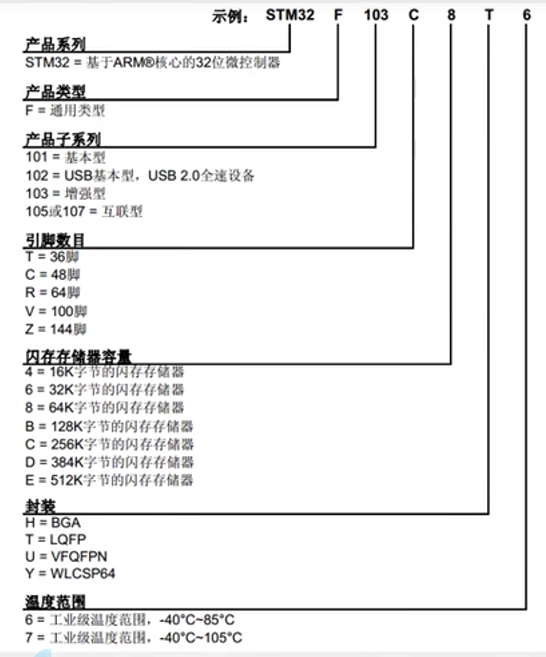 示例： STM32 F 103 C 8 T 6
产品系列
STM32 = 基于ARM®核心的32位微控制器
产品类型
F = 通用类型
产品子系列
101 = 基本型
102 = USB基本型，USB 2.0全速设备
103 = 增强型
105或107 = 互联型
引脚数目
T = 36脚
C = 48脚
R = 64脚
V = 100脚
Z = 144脚
闪存存储器容量
4 = 16K字节的闪存存储器
6 = 32K字节的闪存存储器
8 = 64K字节的闪存存储器
B = 128K字节的闪存存储器
C = 256K字节的闪存存储器
D = 384K字节的闪存存储器
E = 512K字节的闪存存储器
封装
H = BGA
T = LQFP
U = VFQFPN
Y = WLCSP64
温度范围
6 = 工业级温度范围，-40°C~85°C
7 = 工业级温度范围，-40°C~105°C